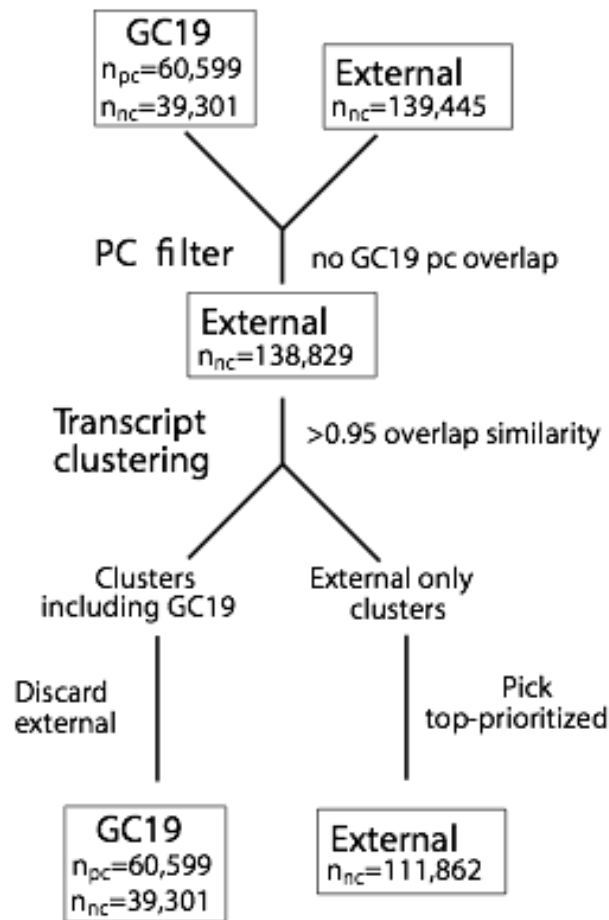 GC19
npc=60,599
nnc=39,301
External
nnc=139,445
PC filter
no GC19 pc overlap
External
nnc=138,829
Transcript
clustering
>0.95 overlap similarity
Clusters
including GC19
External only
clusters
Discard
external
Pick
top-prioritized
GC19
npc=60,599
nnc=39,301
External
nnc=111,862